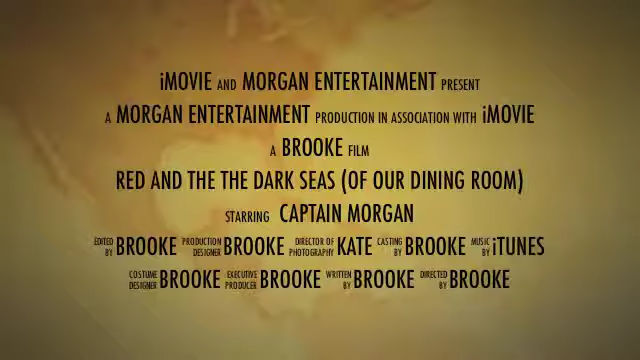 iMOVIE AND MORGAN ENTERTAINMENT PRESENT
A MORGAN ENTERTAINMENT PRODUCTION IN ASSOCIATION WITH iMOVIE
A BROOKE FILM
RED AND THE THE DARK SEAS (OF OUR DINING ROOM)
STARRING CAPTAIN MORGAN
EDITED BY BROOKE PRODUCTION DESIGNER BROOKE DIRECTOR OF PHOTOGRAPHY KATE CASTING BY BROOKE MUSIC BY iTUNES
COSTUME DESIGNER BROOKE EXECUTIVE PRODUCER BROOKE WRITTEN BY BROOKE DIRECTED BY BROOKE